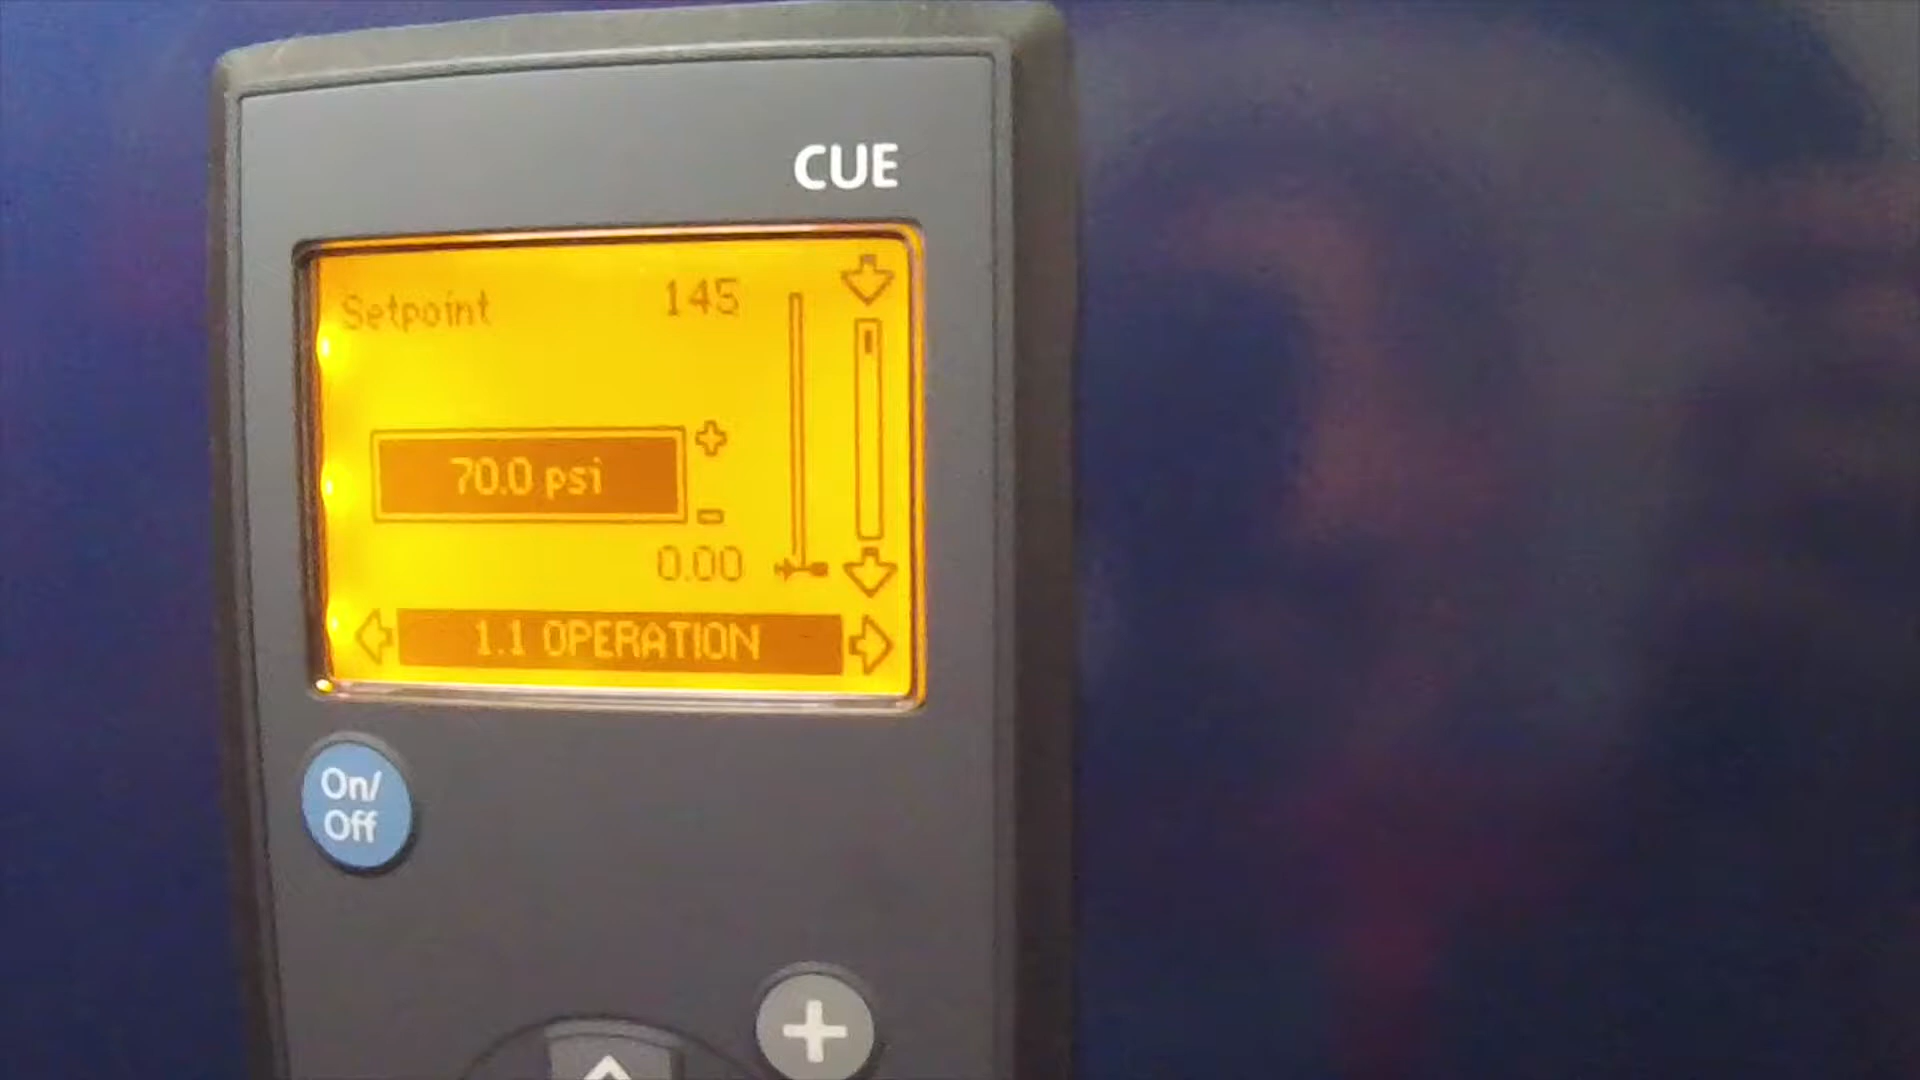 CUE
Setpoint 145
70.0 psi
0.00
1.1 OPERATION
On/
Off